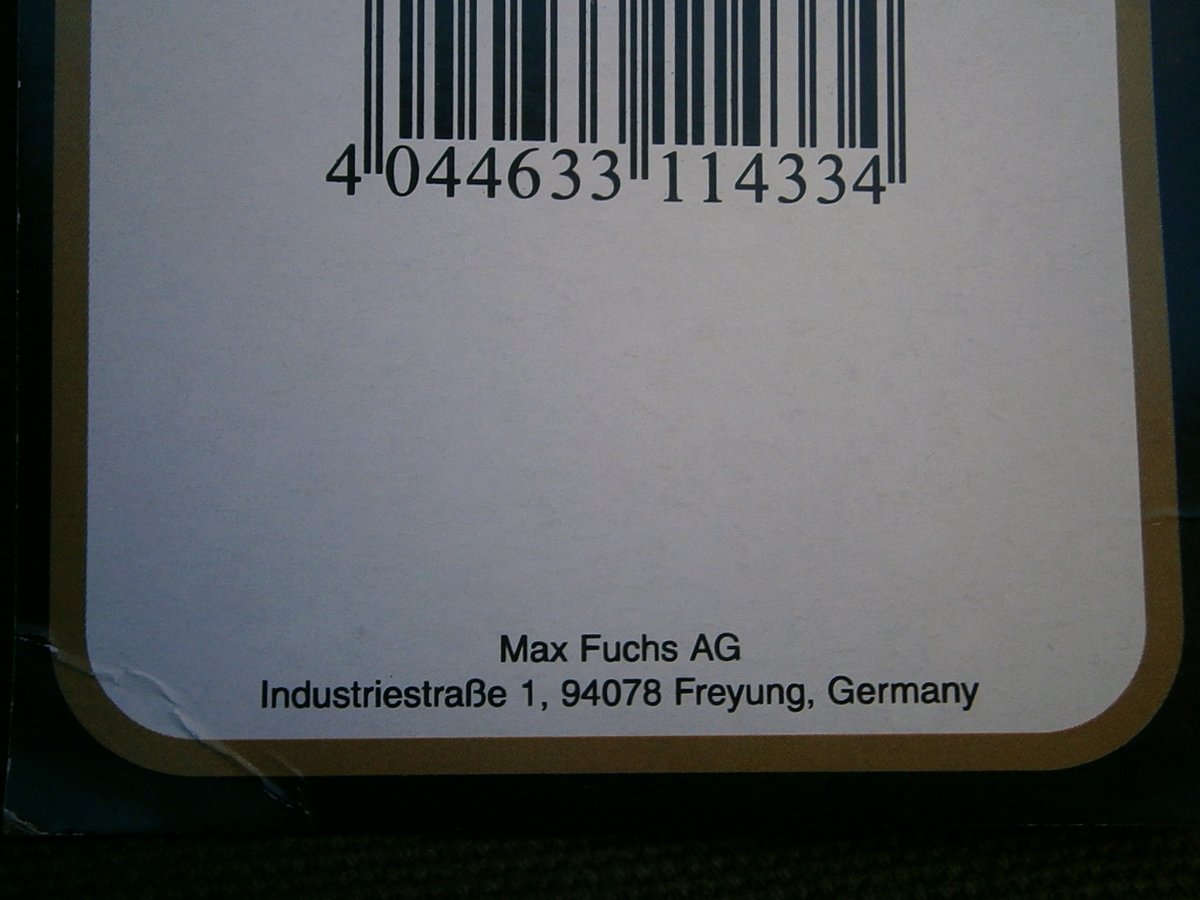 4 044633 114334
Max Fuchs AG
Industriestraße 1, 94078 Freyung, Germany